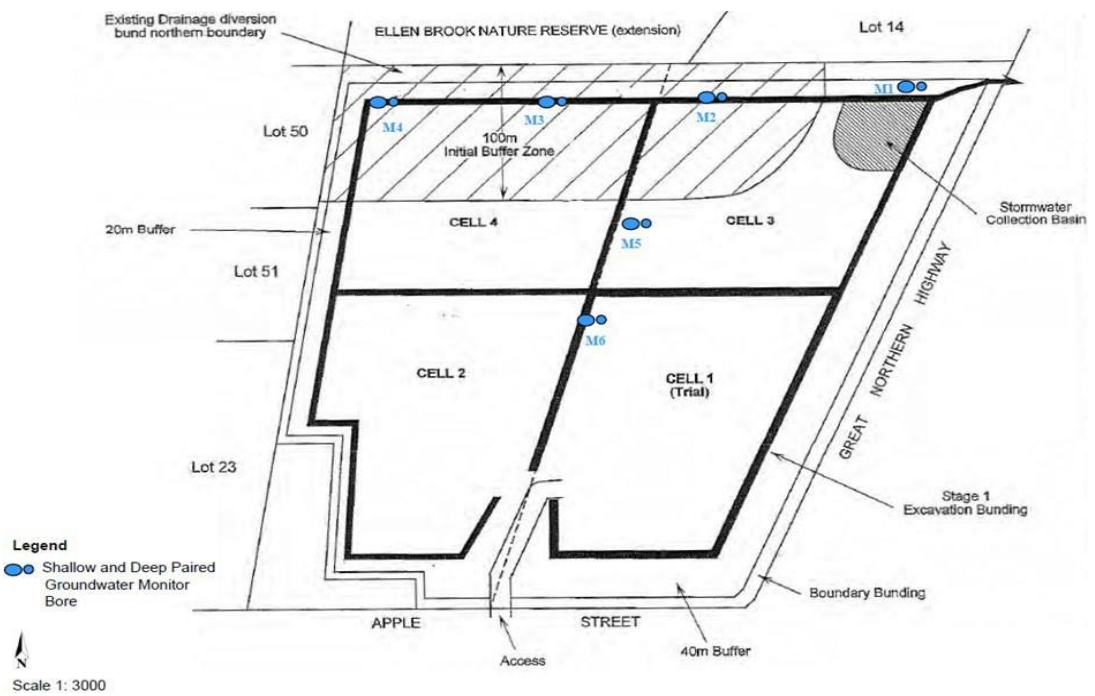 Existing Drainage diversion
bund northern boundary
ELLEN BROOK NATURE RESERVE (extension)
Lot 14
M1
M4
M3
M2
Lot 50
100m
Initial Buffer Zone
Stormwater
Collection Basin
20m Buffer
CELL 4
CELL 3
M5
Lot 51
M6
GREAT NORTHERN HIGHWAY
CELL 2
CELL 1
(Trial)
Lot 23
Stage 1
Excavation Bunding
Legend
Shallow and Deep Paired
Groundwater Monitor
Bore
Boundary Bunding
APPLE STREET
40m Buffer
Access
N
Scale 1: 3000